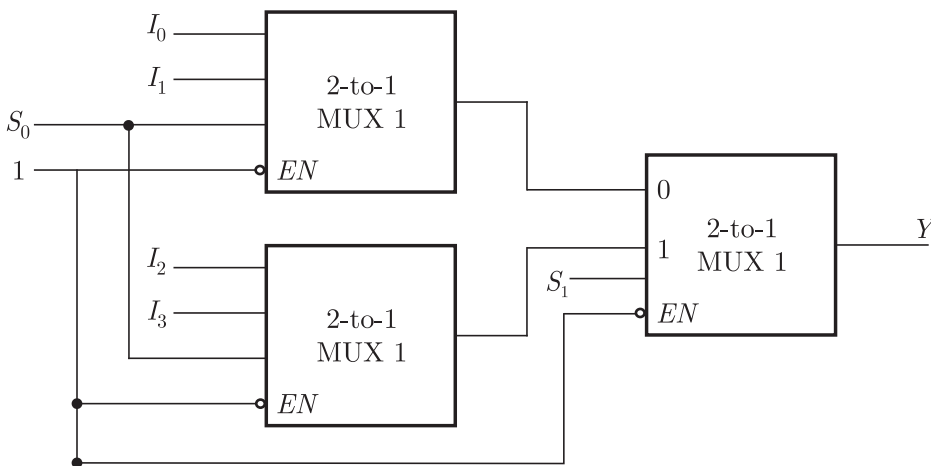 I₀
I₁
2-to-1
MUX 1
S₀
1
EN
I₂
I₃
2-to-1
MUX 1
EN
0
1
2-to-1
MUX 1
S₁
EN
Y